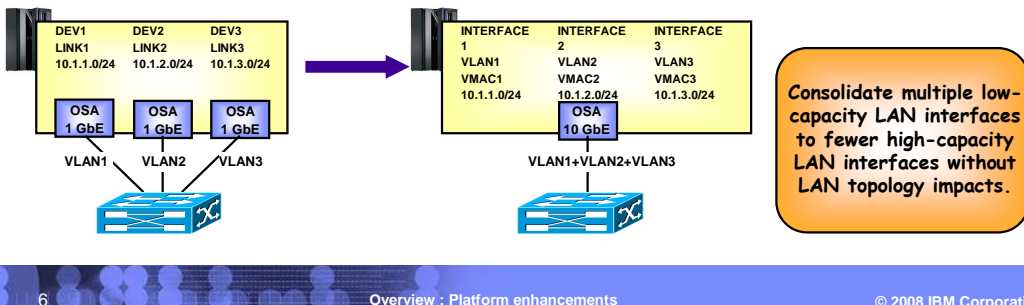 DEV1 DEV2 DEV3
LINK1 LINK2 LINK3
10.1.1.0/24 10.1.2.0/24 10.1.3.0/24
OSA OSA OSA
1 GbE 1 GbE 1 GbE
VLAN1 VLAN2 VLAN3
INTERFACE INTERFACE INTERFACE
1 2 3
VLAN1 VLAN2 VLAN3
VMAC1 VMAC2 VMAC3
10.1.1.0/24 10.1.2.0/24 10.1.3.0/24
OSA
10 GbE
VLAN1+VLAN2+VLAN3
Consolidate multiple low-
capacity LAN interfaces
to fewer high-capacity
LAN interfaces without
LAN topology impacts.
6 Overview : Platform enhancements © 2008 IBM Corporati